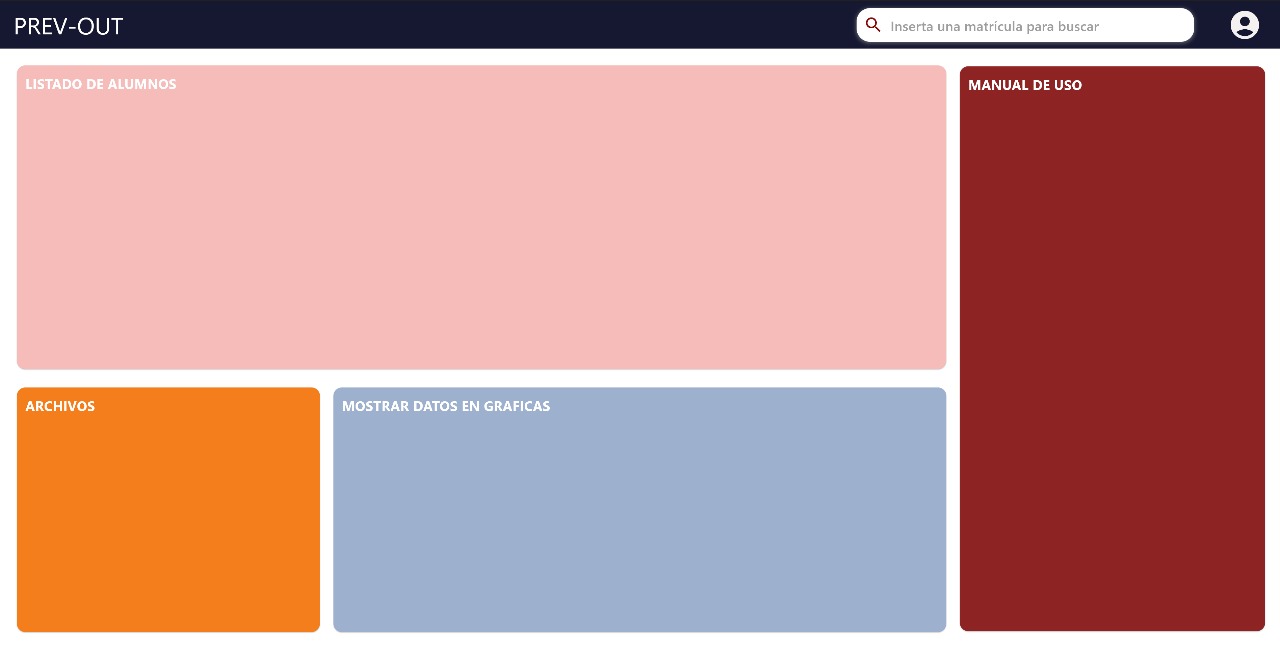 PREV-OUT
Inserta una matrícula para buscar
LISTADO DE ALUMNOS
MANUAL DE USO
ARCHIVOS
MOSTRAR DATOS EN GRAFICAS